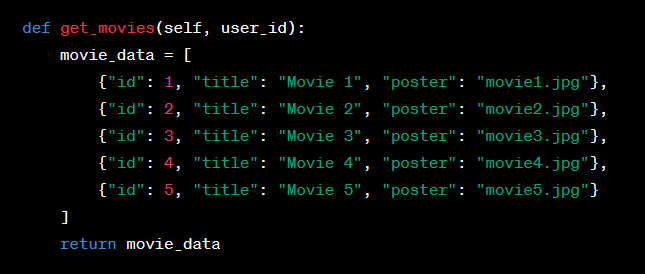 def get_movies(self, user_id):
    movie_data = [
        {"id": 1, "title": "Movie 1", "poster": "movie1.jpg"},
        {"id": 2, "title": "Movie 2", "poster": "movie2.jpg"},
        {"id": 3, "title": "Movie 3", "poster": "movie3.jpg"},
        {"id": 4, "title": "Movie 4", "poster": "movie4.jpg"},
        {"id": 5, "title": "Movie 5", "poster": "movie5.jpg"}
    ]
    return movie_data